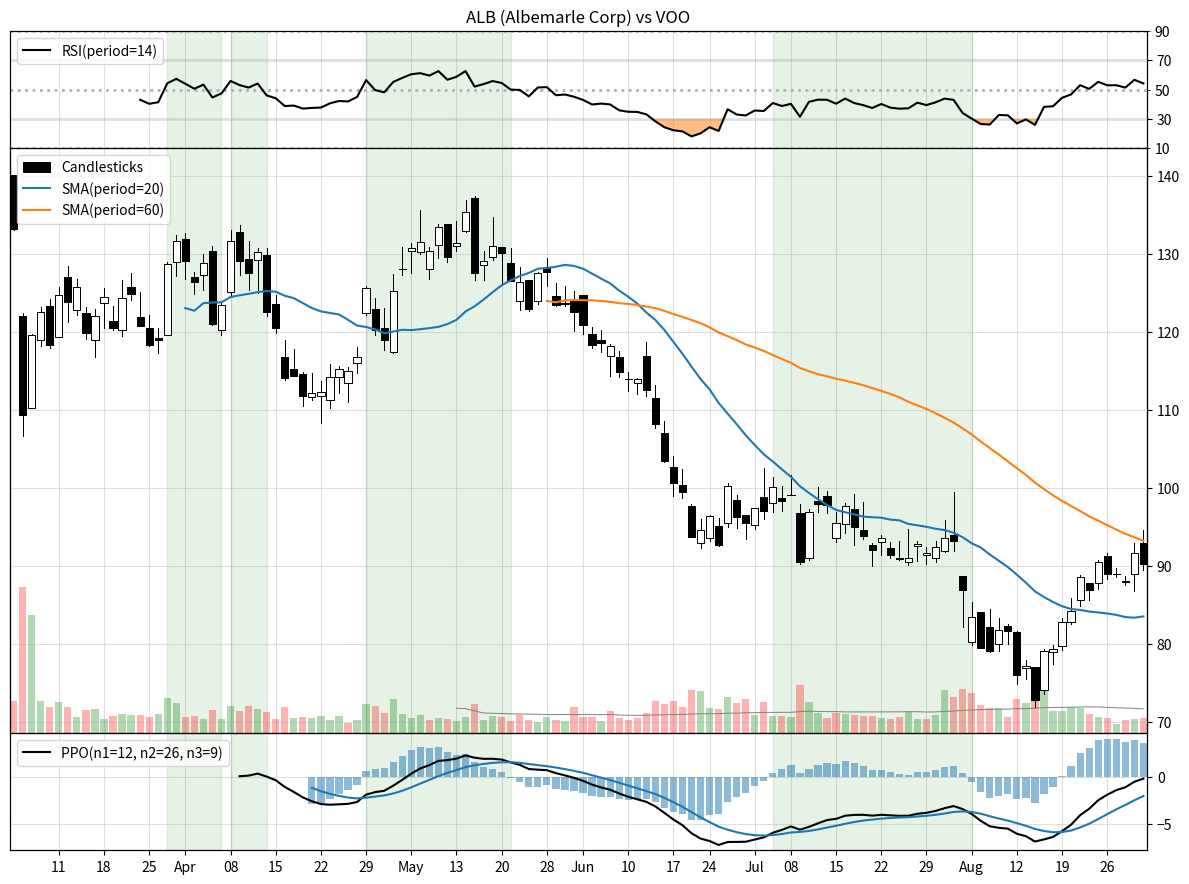 ALB (Albemarle Corp) vs VOO
RSI(period=14)
90
70
50
30
10
Candlesticks
SMA(period=20)
SMA(period=60)
140
130
120
110
100
90
80
70
PPO(n1=12, n2=26, n3=9)
0
−5
11 18 25 Apr 08 15 22 29 May 13 20 28 Jun 10 17 24 Jul 08 15 22 29 Aug 12 19 26